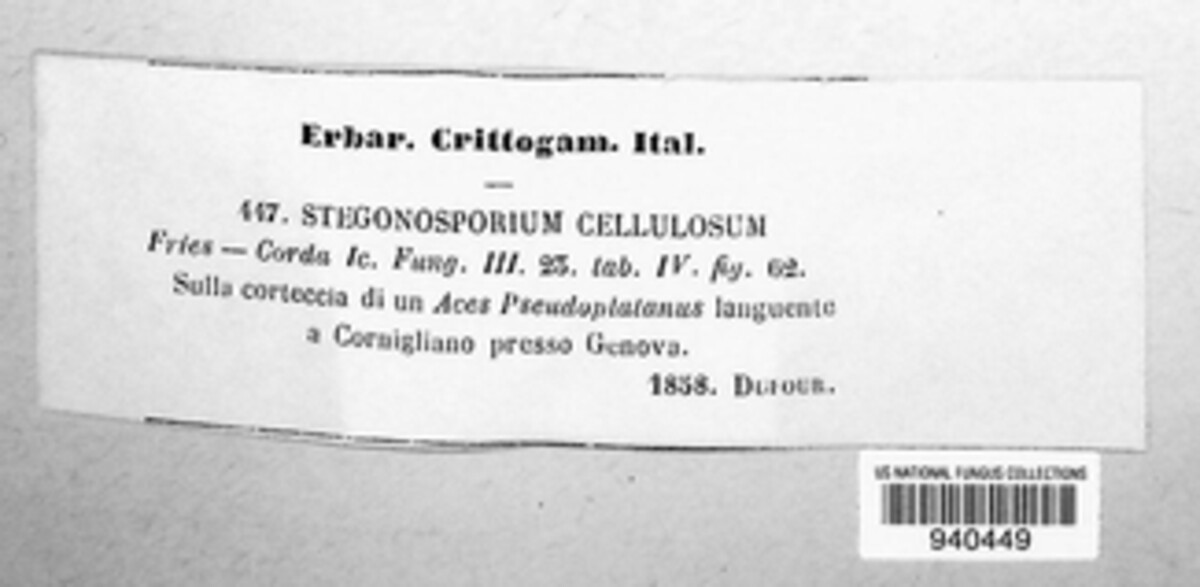 Erbar. Crittogam. Ital.
—
447. STEGONOSPORIUM CELLULOSUM
Fries — Corda Ic. Fung. III. 23. tab. IV. fig. 62.
Sulla corteccia di un Aces Pseudoplatanus languente
a Cornigliano presso Genova.
1858. DUFOUR.
US NATIONAL FUNGUS COLLECTIONS
940449